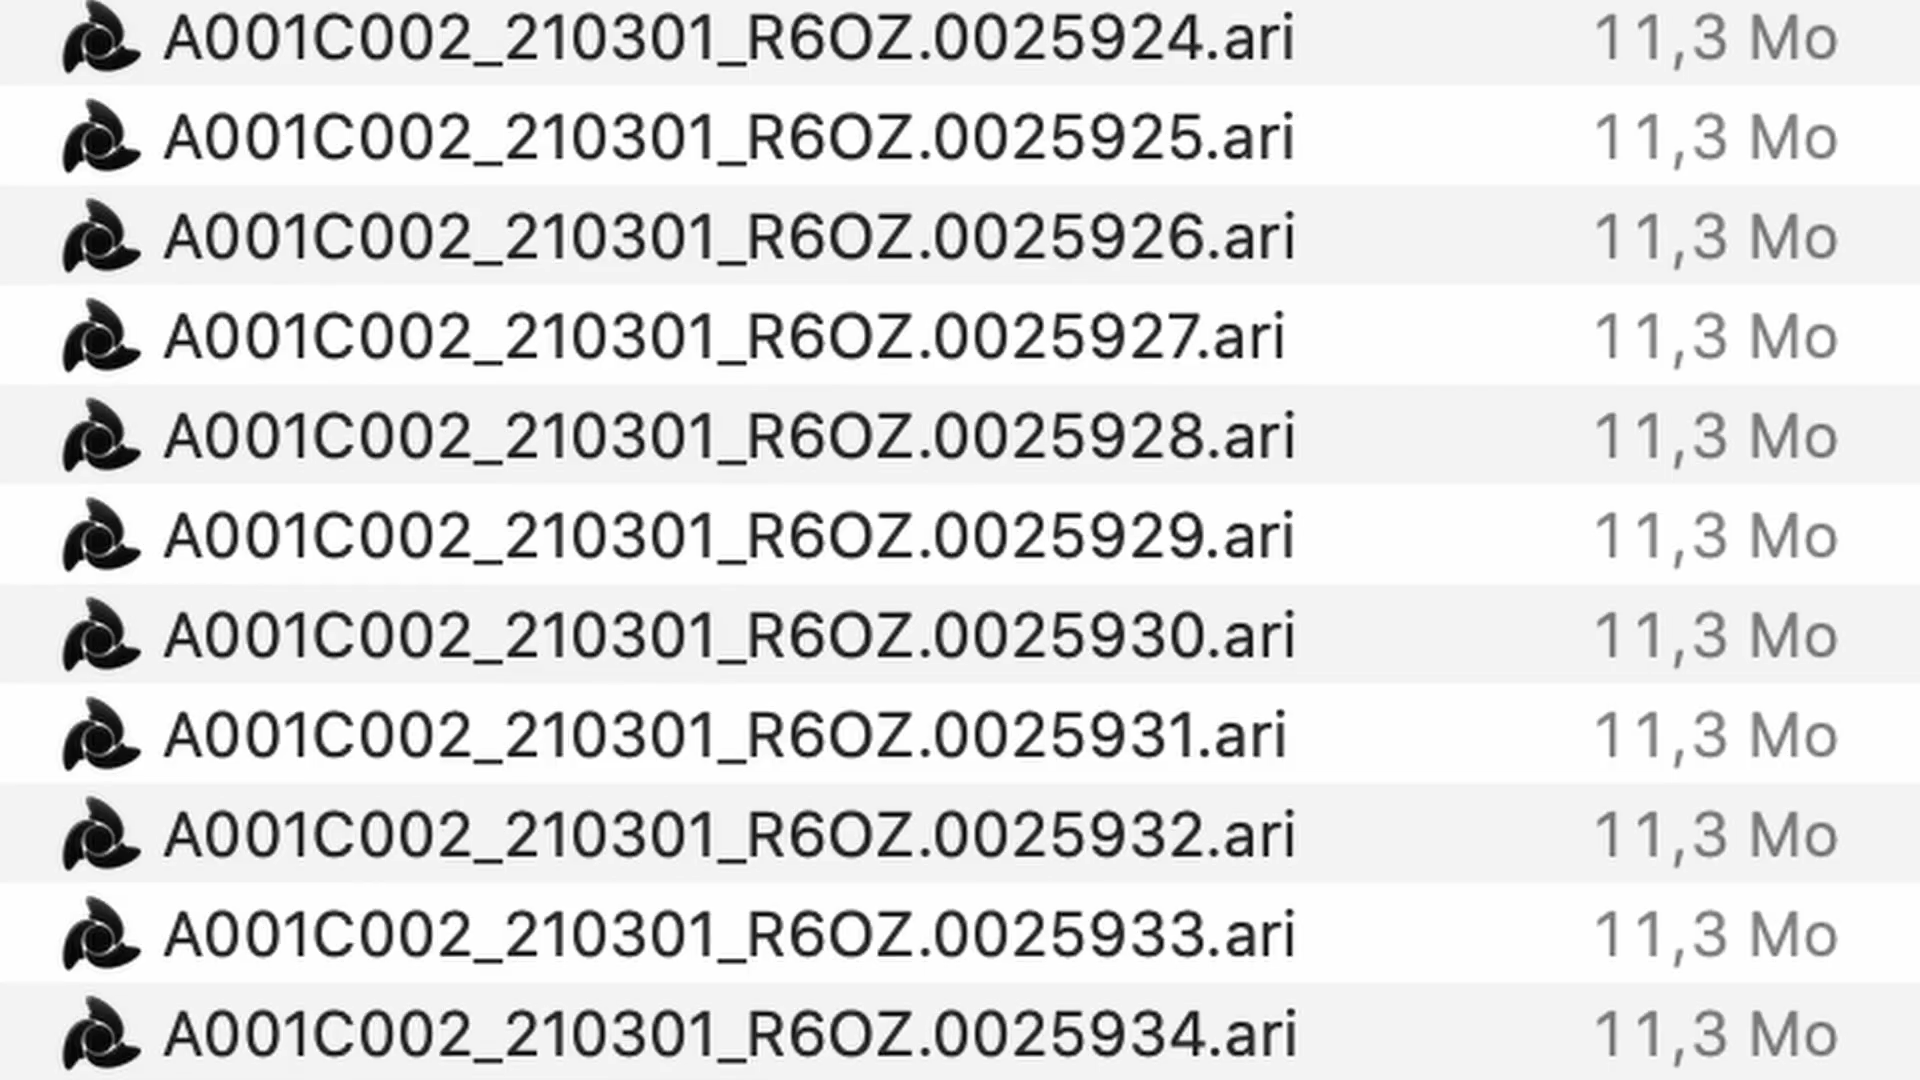 A001C002_210301_R6OZ.0025924.ari 11,3 Mo
A001C002_210301_R6OZ.0025925.ari 11,3 Mo
A001C002_210301_R6OZ.0025926.ari 11,3 Mo
A001C002_210301_R6OZ.0025927.ari 11,3 Mo
A001C002_210301_R6OZ.0025928.ari 11,3 Mo
A001C002_210301_R6OZ.0025929.ari 11,3 Mo
A001C002_210301_R6OZ.0025930.ari 11,3 Mo
A001C002_210301_R6OZ.0025931.ari 11,3 Mo
A001C002_210301_R6OZ.0025932.ari 11,3 Mo
A001C002_210301_R6OZ.0025933.ari 11,3 Mo
A001C002_210301_R6OZ.0025934.ari 11,3 Mo